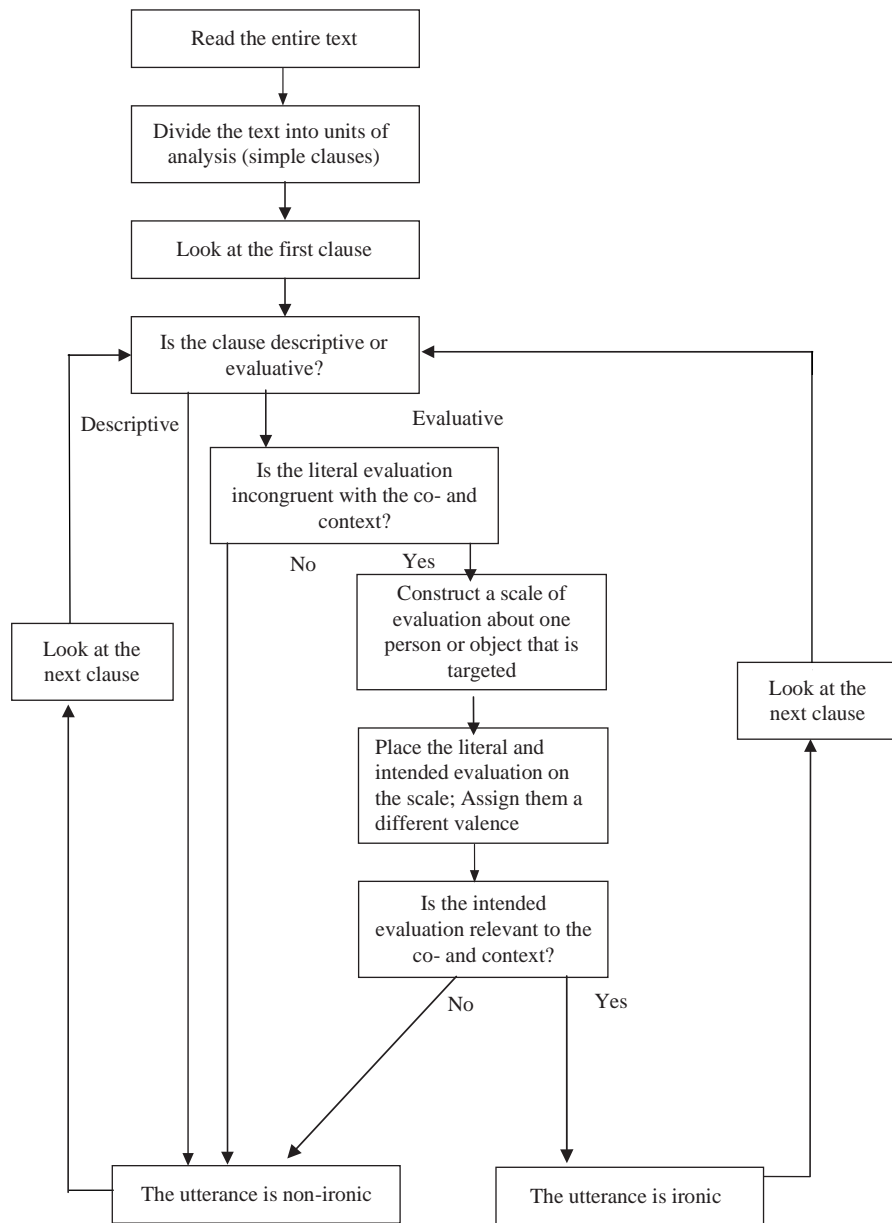 Read the entire text
Divide the text into units of
analysis (simple clauses)
Look at the first clause
Is the clause descriptive or
evaluative?
Descriptive
Evaluative
Is the literal evaluation
incongruent with the co- and
context?
No
Yes
Construct a scale of
evaluation about one
person or object that is
targeted
Look at the
next clause
Look at the
next clause
Place the literal and
intended evaluation on
the scale; Assign them a
different valence
Is the intended
evaluation relevant to the
co- and context?
No
Yes
The utterance is non-ironic
The utterance is ironic